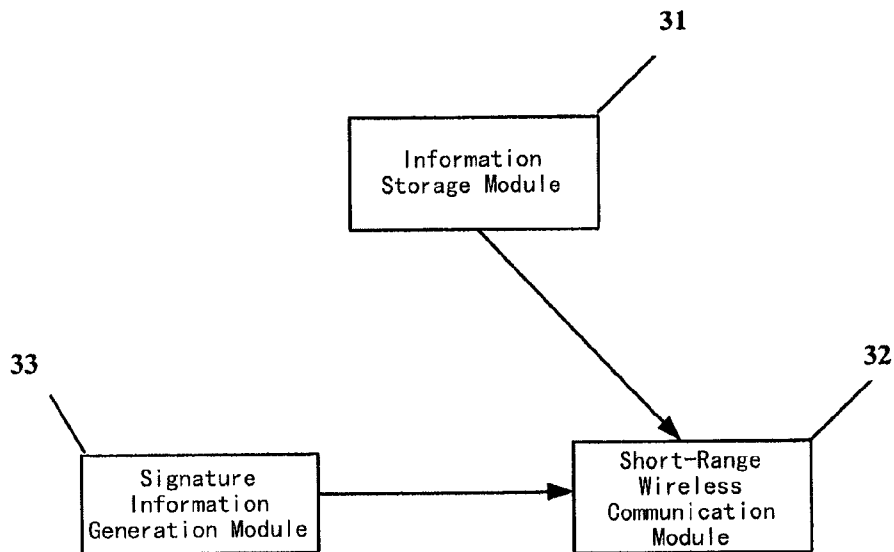 31
Information
Storage Module
33
32
Signature
Information
Generation Module
Short-Range
Wireless
Communication
Module